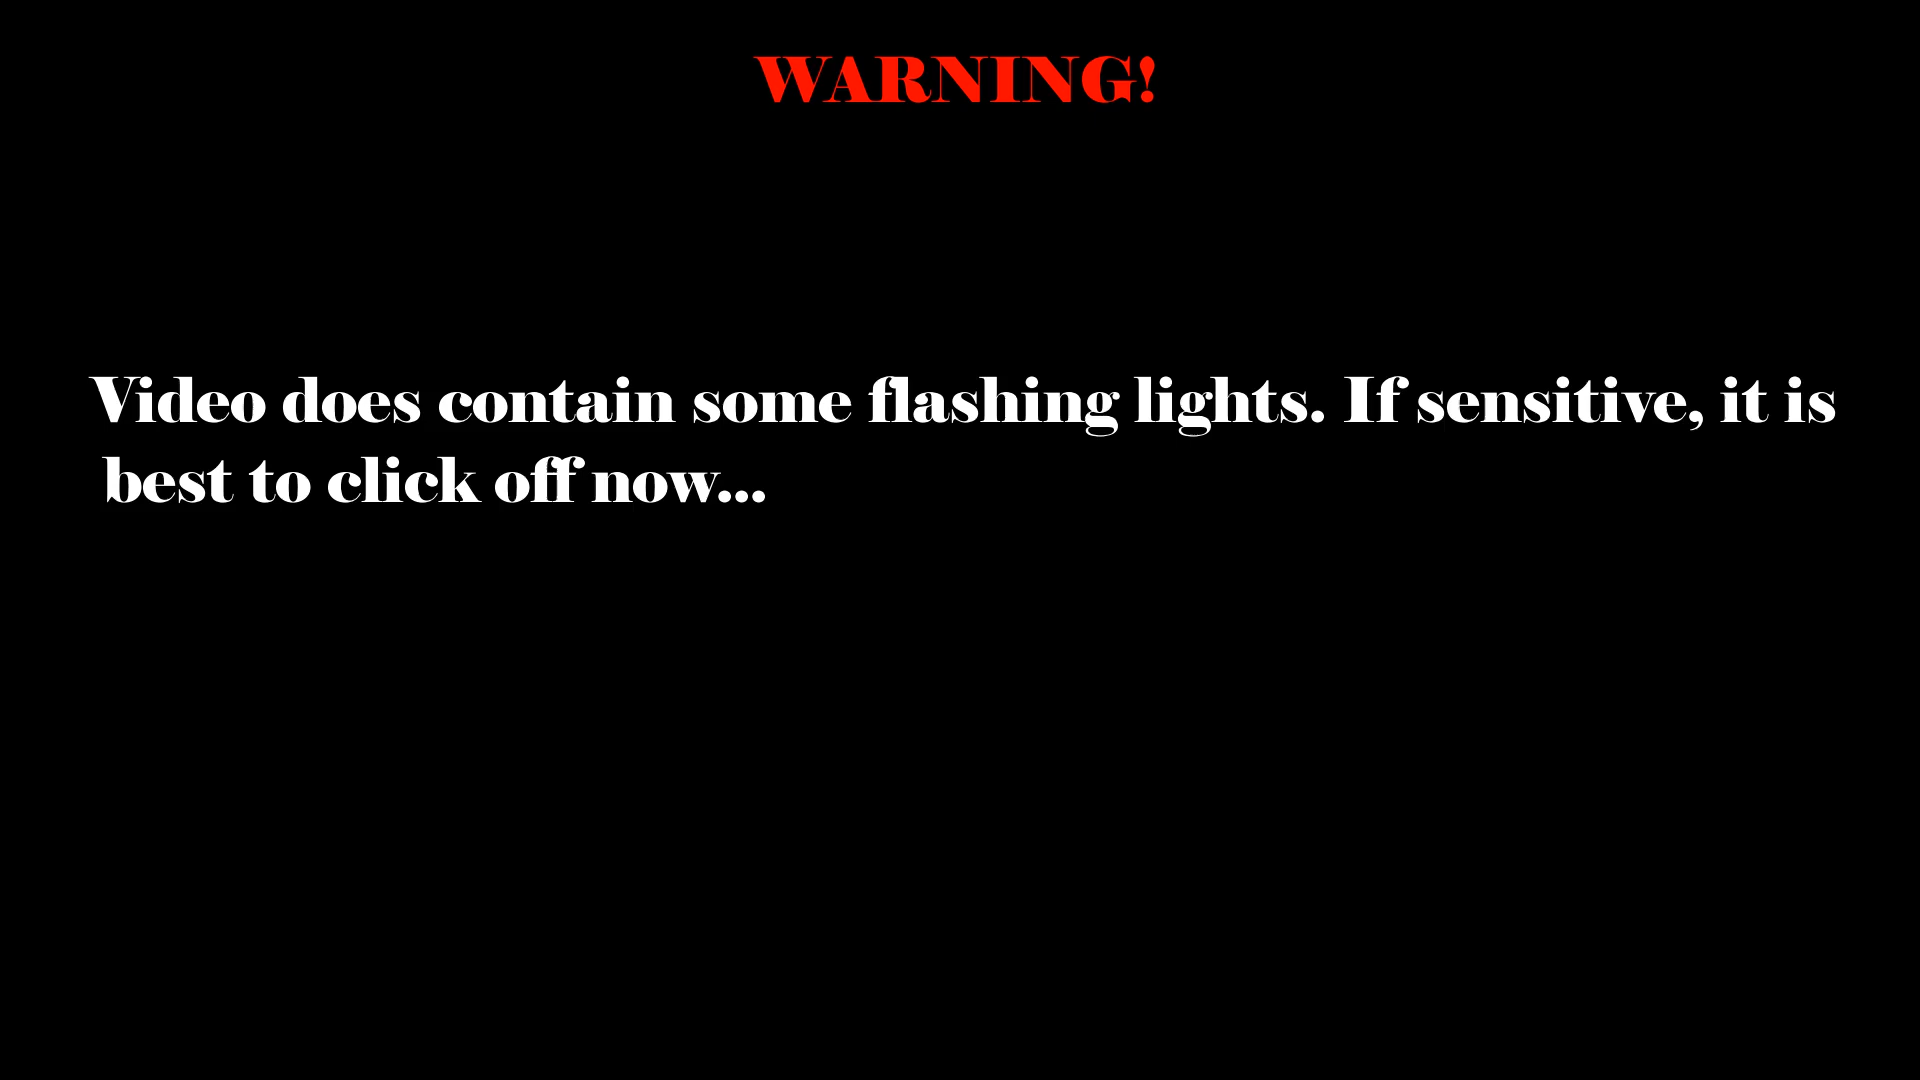 WARNING!
Video does contain some flashing lights. If sensitive, it is
best to click off now...